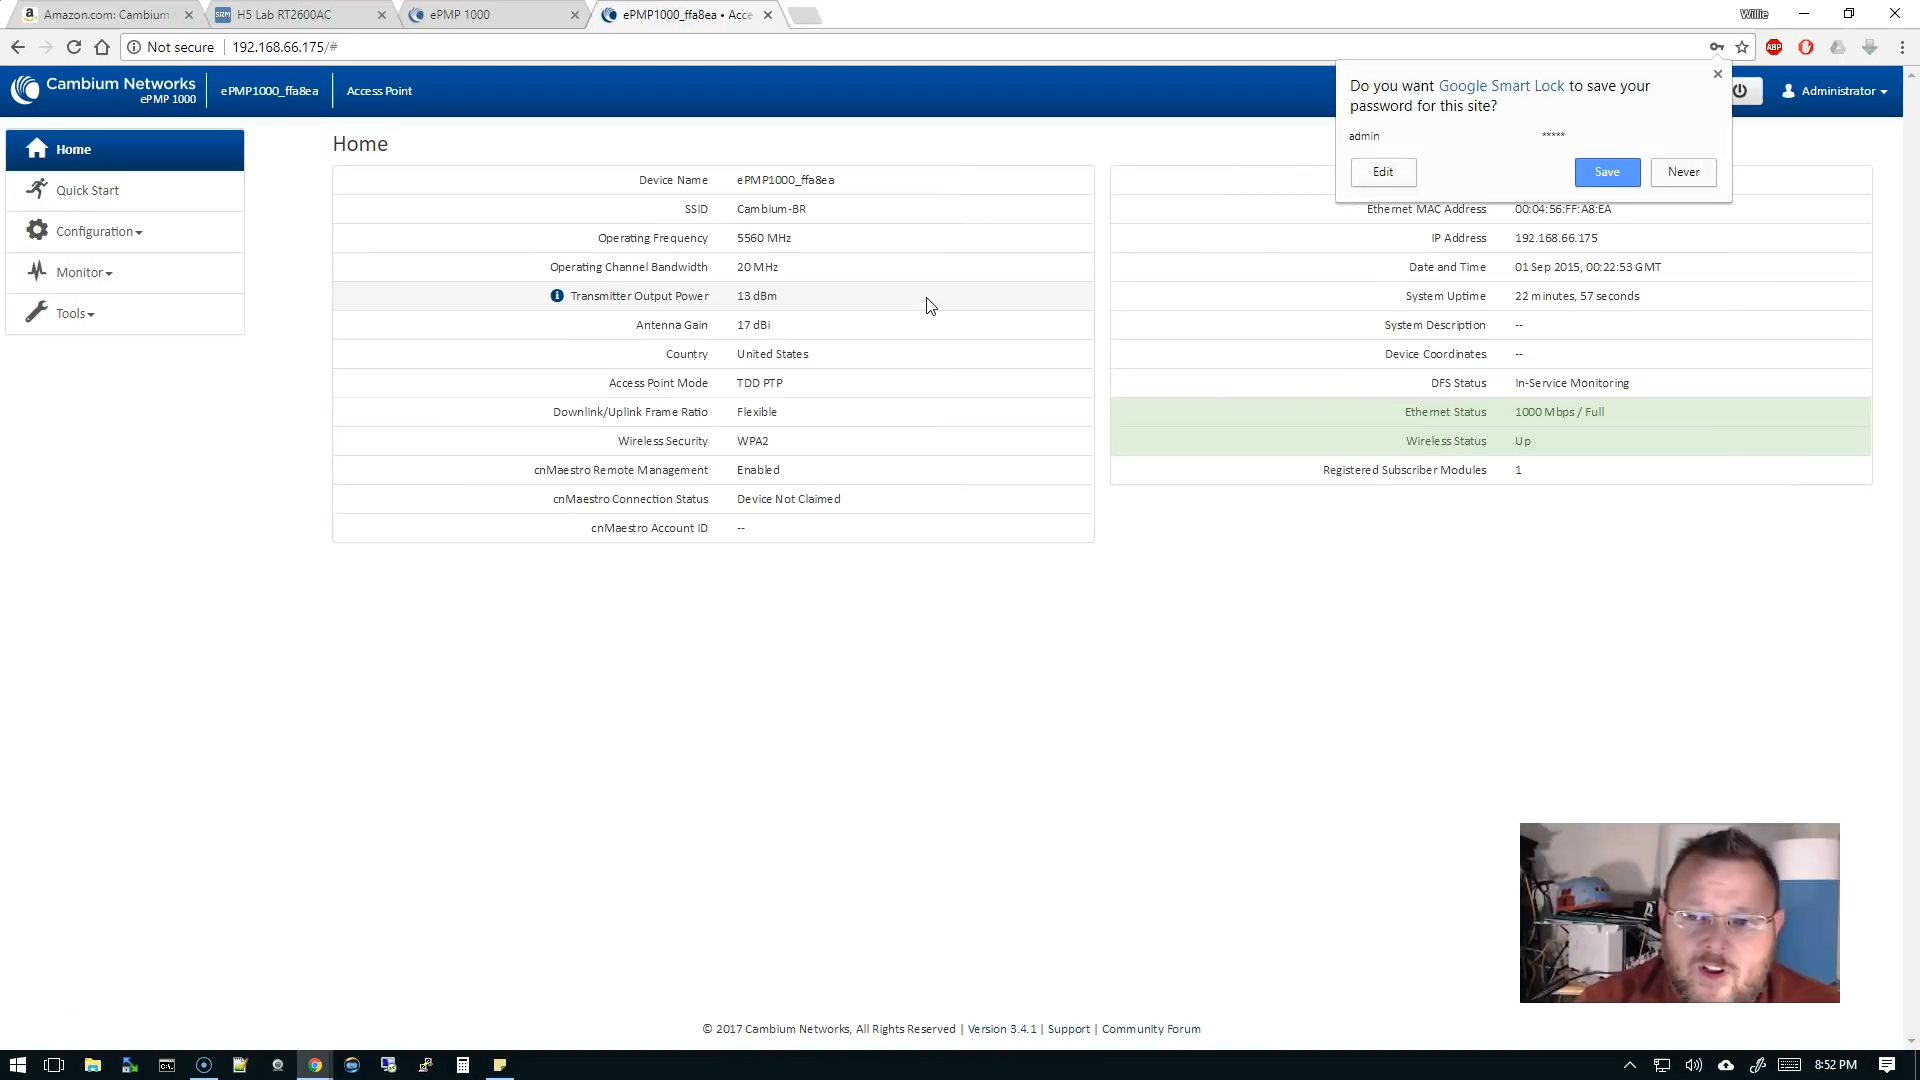 Amazon.com: Cambium
H5 Lab RT2600AC
ePMP 1000
ePMP1000_ffa8ea • Acce
Willie
Not secure
192.168.66.175/#
ABP
Cambium Networks
ePMP 1000
ePMP1000_ffa8ea
Access Point
Administrator
Do you want Google Smart Lock to save your
password for this site?
admin
*****
Edit
Save
Never
Home
Quick Start
Configuration
Monitor
Tools
Home
Device Name ePMP1000_ffa8ea
SSID Cambium-BR
Operating Frequency 5560 MHz
Operating Channel Bandwidth 20 MHz
Transmitter Output Power 13 dBm
Antenna Gain 17 dBi
Country United States
Access Point Mode TDD PTP
Downlink/Uplink Frame Ratio Flexible
Wireless Security WPA2
cnMaestro Remote Management Enabled
cnMaestro Connection Status Device Not Claimed
cnMaestro Account ID --
Ethernet MAC Address 00:04:56:FF:A8:EA
IP Address 192.168.66.175
Date and Time 01 Sep 2015, 00:22:53 GMT
System Uptime 22 minutes, 57 seconds
System Description --
Device Coordinates --
DFS Status In-Service Monitoring
Ethernet Status 1000 Mbps / Full
Wireless Status Up
Registered Subscriber Modules 1
© 2017 Cambium Networks, All Rights Reserved | Version 3.4.1 | Support | Community Forum
8:52 PM